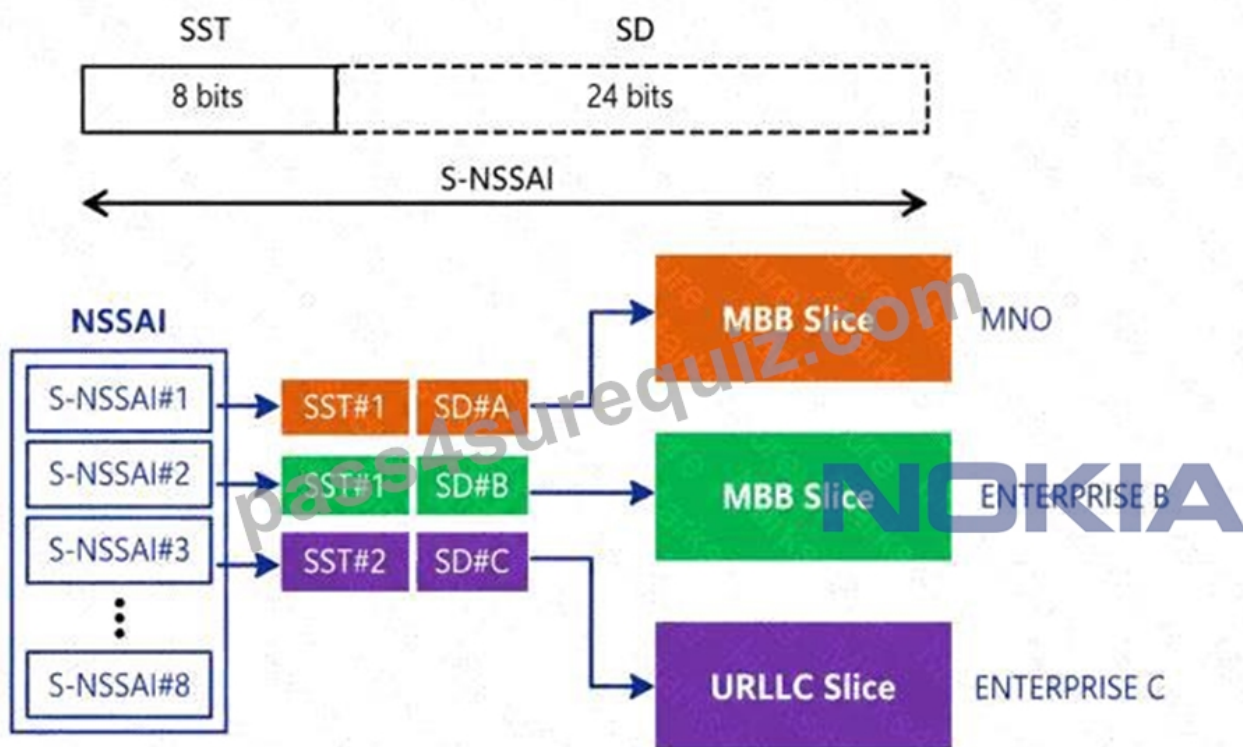 SST SD
8 bits 24 bits
S-NSSAI
NSSAI
S-NSSAI#1
S-NSSAI#2
S-NSSAI#3
S-NSSAI#8
SST#1 SD#A
SST#1 SD#B
SST#2 SD#C
MBB Slice MNO
MBB Slice ENTERPRISE B
URLLC Slice ENTERPRISE C
pass4surequiz.com
NOKIA